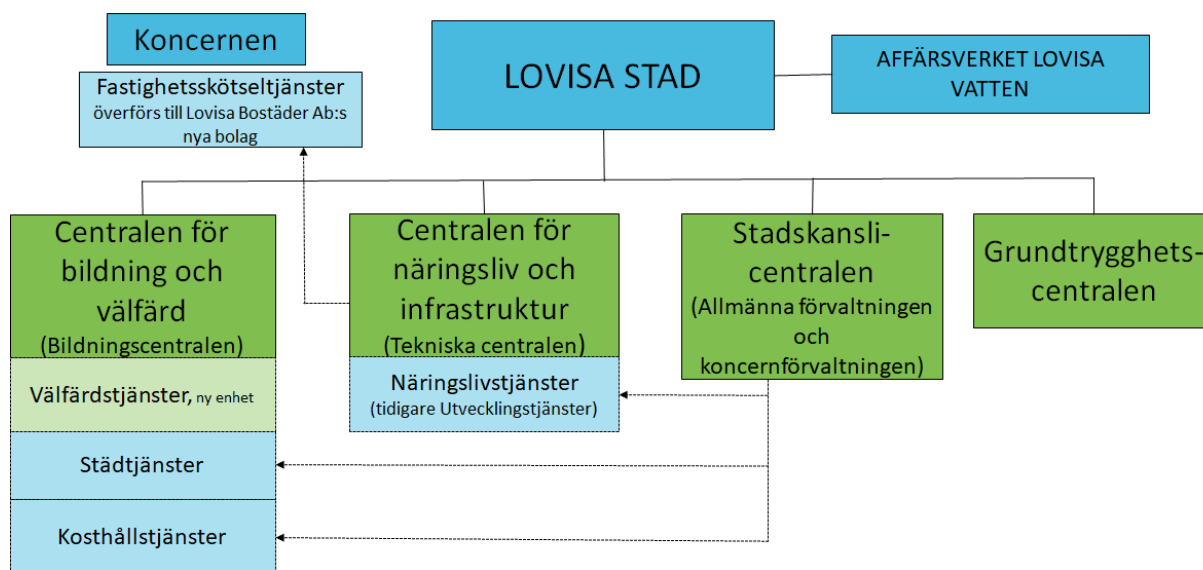 Koncernen
Fastighetsskötseltjänster
överförs till Lovisa Bostäder Ab:s
nya bolag
LOVISA STAD
AFFÄRSVERKET LOVISA
VATTEN
Centralen för
bildning och
välfärd
(Bildningscentralen)
Välfärdstjänster, ny enhet
Städtjänster
Kosthållstjänster
Centralen för
näringsliv och
infrastruktur
(Tekniska centralen)
Näringslivstjänster
(tidigare Utvecklingstjänster)
Stadskansli-
centralen
(Allmänna förvaltningen
och
koncernförvaltningen)
Grundtrygghets-
centralen